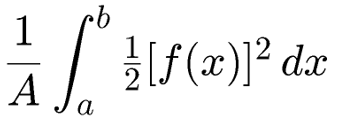 \frac{1}{A} \int_a^b \frac{1}{2} [f(x)]^2 \, dx